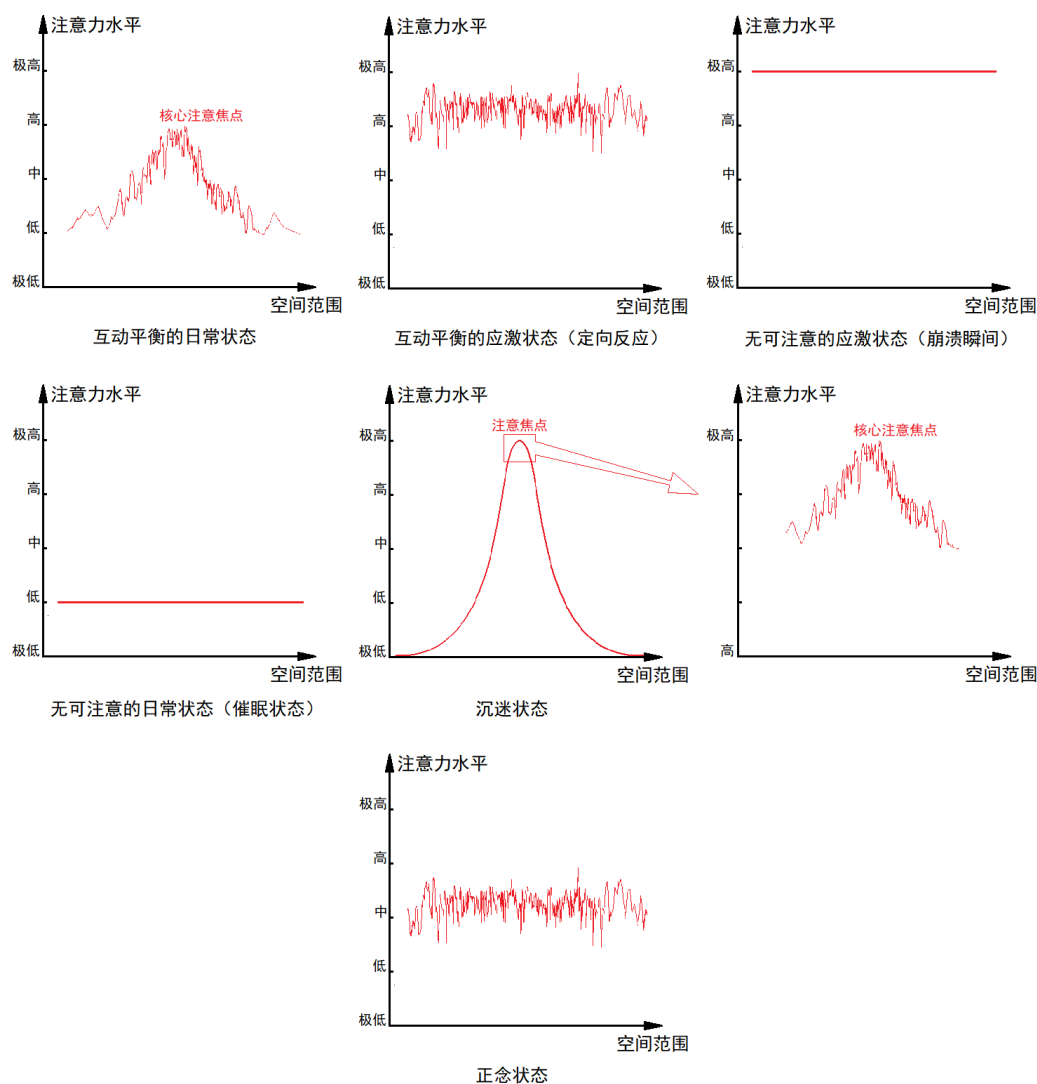 注意力水平
极高
核心注意焦点
高
中
低
极低
空间范围
互动平衡的日常状态
注意力水平
极高
高
中
低
极低
空间范围
互动平衡的应激状态（定向反应）
注意力水平
极高
高
中
低
极低
空间范围
无可注意的应激状态（崩溃瞬间）
注意力水平
极高
高
中
低
极低
空间范围
无可注意的日常状态（催眠状态）
注意力水平
注意焦点
极高
高
中
低
极低
空间范围
沉迷状态
注意力水平
核心注意焦点
极高
高
空间范围
注意力水平
极高
高
中
低
极低
空间范围
正念状态